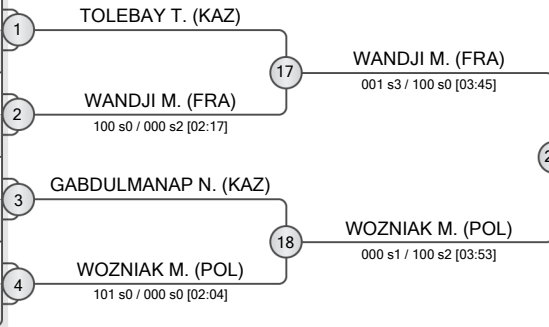 TOLEBAY T. (KAZ)
1
17
WANDJI M. (FRA)
001 s3 / 100 s0 [03:45]
WANDJI M. (FRA)
2
100 s0 / 000 s2 [02:17]
GABDULMANAP N. (KAZ)
3
18
WOZNIAK M. (POL)
000 s1 / 100 s2 [03:53]
WOZNIAK M. (POL)
4
101 s0 / 000 s0 [02:04]